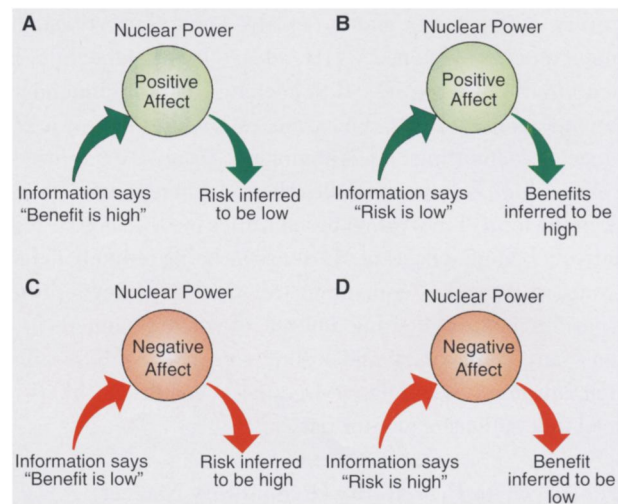 A
Nuclear Power
Positive
Affect
Information says
“Benefit is high”
Risk inferred
to be low
B
Nuclear Power
Positive
Affect
Information says
“Risk is low”
Benefits
inferred to be
high
C
Nuclear Power
Negative
Affect
Information says
“Benefit is low”
Risk inferred
to be high
D
Nuclear Power
Negative
Affect
Information says
“Risk is high”
Benefit
inferred to be
low